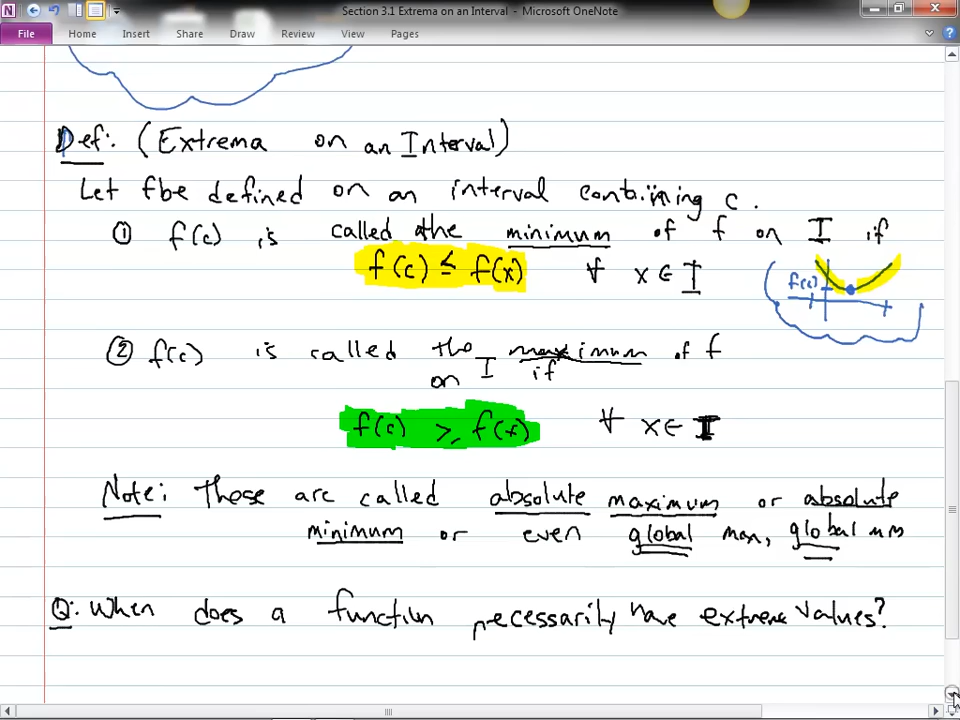 Section 3.1 Extrema on an Interval - Microsoft OneNote
File Home Insert Share Draw Review View Pages
Def: (Extrema on an Interval)
Let f be defined on an interval containing c.
① f(c) is called the minimum of f on I if
f(c) ≤ f(x) ∀ x ∈ I
f(c)
② f(c) is called the maximum of f
on I if
f(c) ≥ f(x) ∀ x ∈ I
Note: These are called absolute maximum or absolute
minimum or even global max, global min
Q: When does a function necessarily have extreme values?